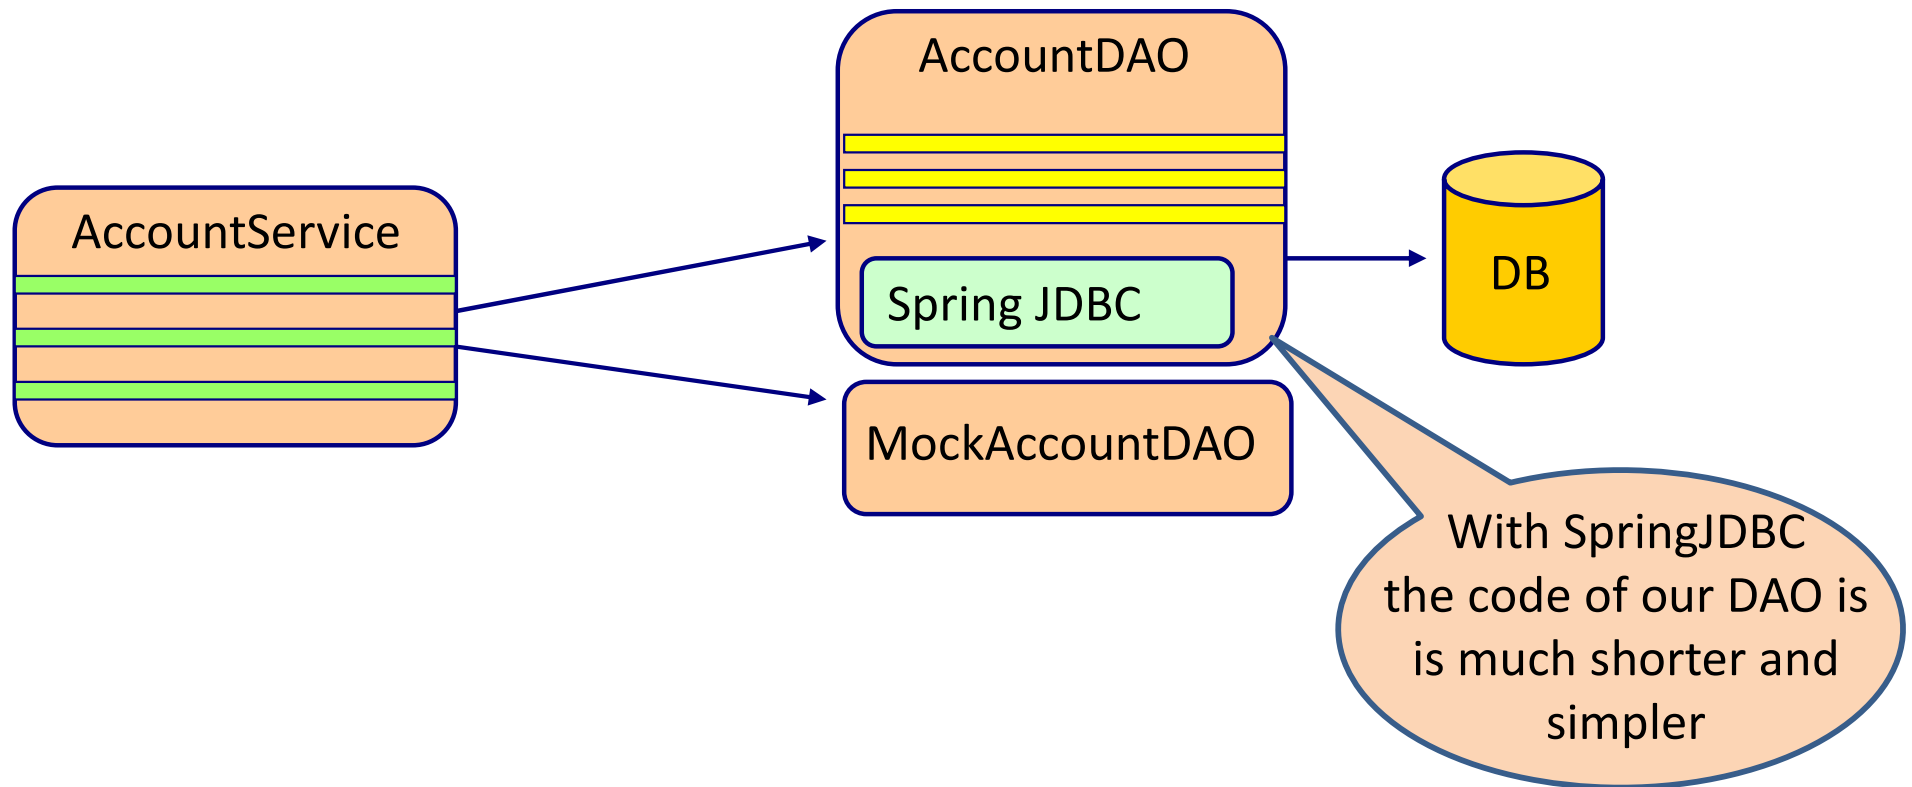 AccountDAO
AccountService
Spring JDBC
DB
MockAccountDAO
With SpringJDBC
the code of our DAO is
is much shorter and
simpler